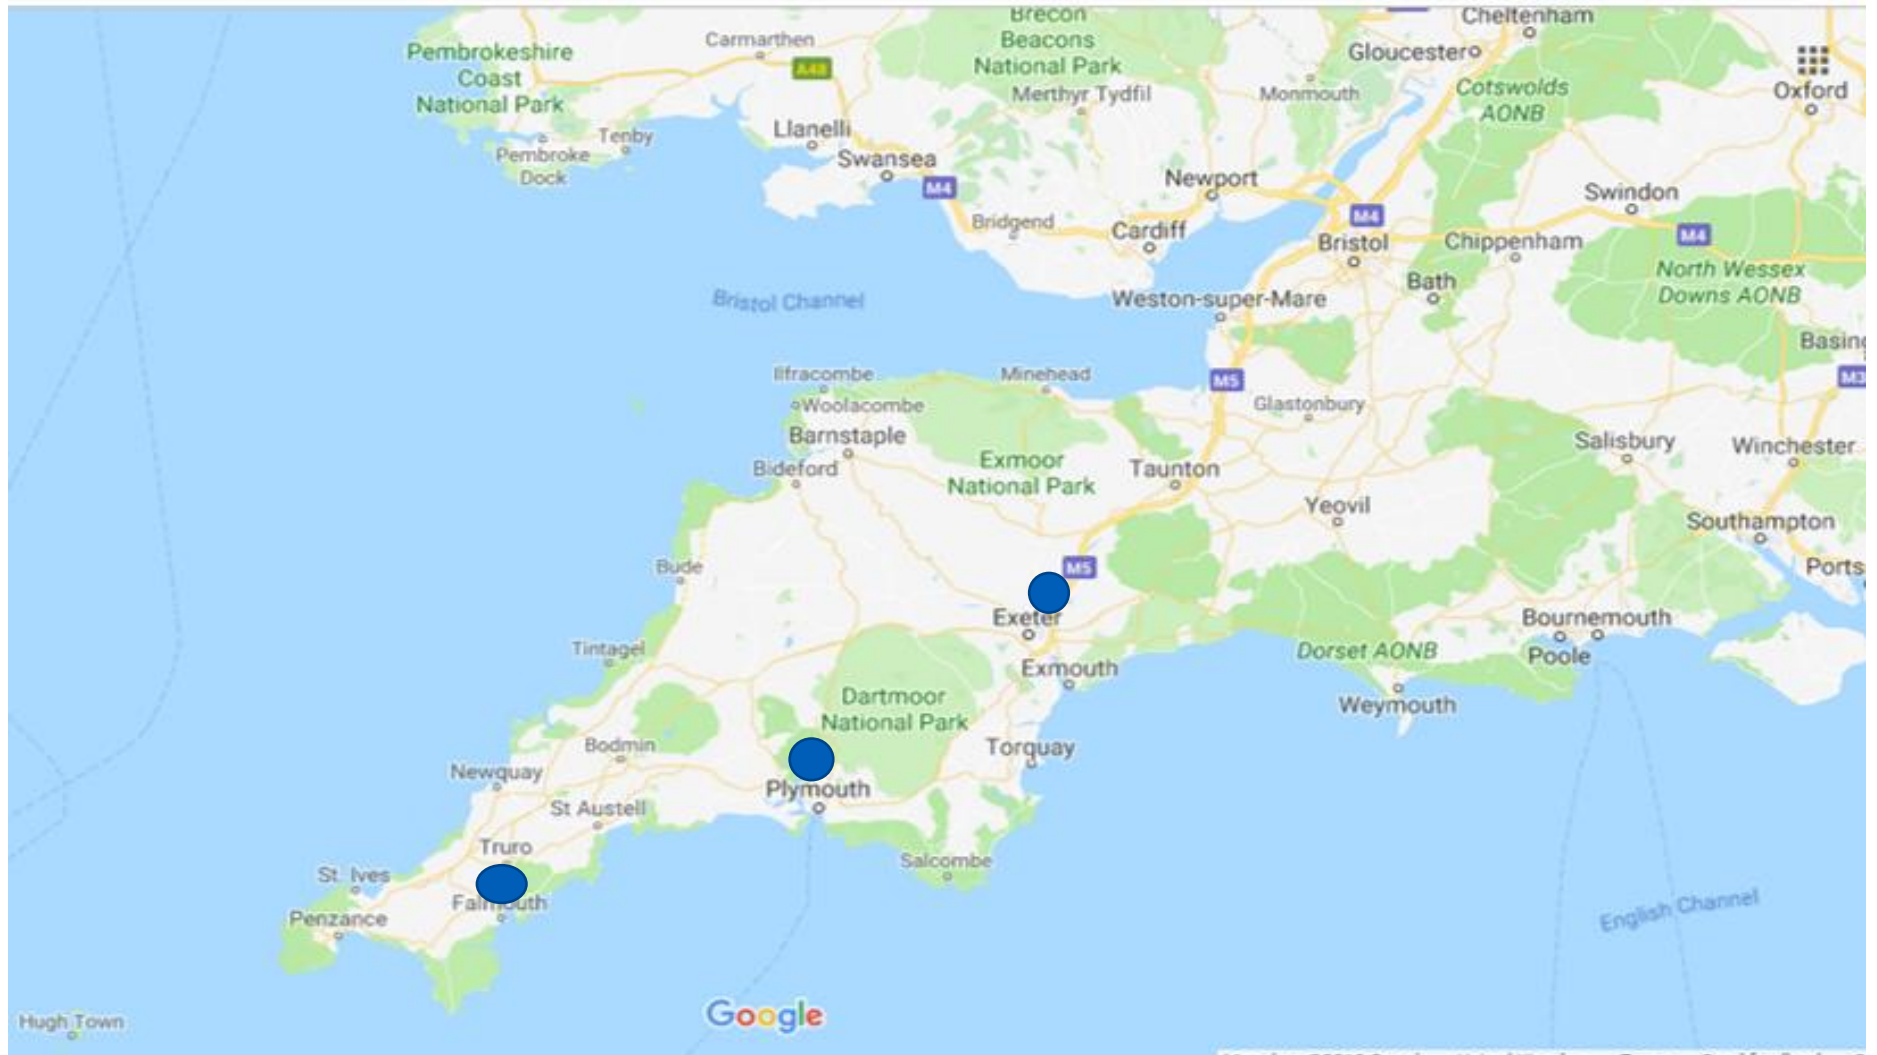 Brecon
Beacons
National Park
Cheltenham
Gloucester
Pembrokeshire
Coast
National Park
Carmarthen
A48
Merthyr Tydfil
Monmouth
Cotswolds
AONB
Oxford
Llanelli
Tenby
Pembroke
Dock
Swansea
M4
Newport
Swindon
M4
Bridgend
Cardiff
Bristol
Chippenham
M4
North Wessex
Downs AONB
Bath
Bristol Channel
Weston-super-Mare
Basing
M3
Ilfracombe
Minehead
M5
Woolacombe
Glastonbury
Barnstaple
Bideford
Exmoor
National Park
Taunton
Salisbury
Winchester
Yeovil
Southampton
Bude
M5
Ports
Exeter
Bournemouth
Tintagel
Exmouth
Dorset AONB
Poole
Dartmoor
National Park
Weymouth
Bodmin
Torquay
Newquay
Plymouth
St Austell
Truro
Salcombe
St. Ives
Falmouth
Penzance
English Channel
Google
Hugh Town